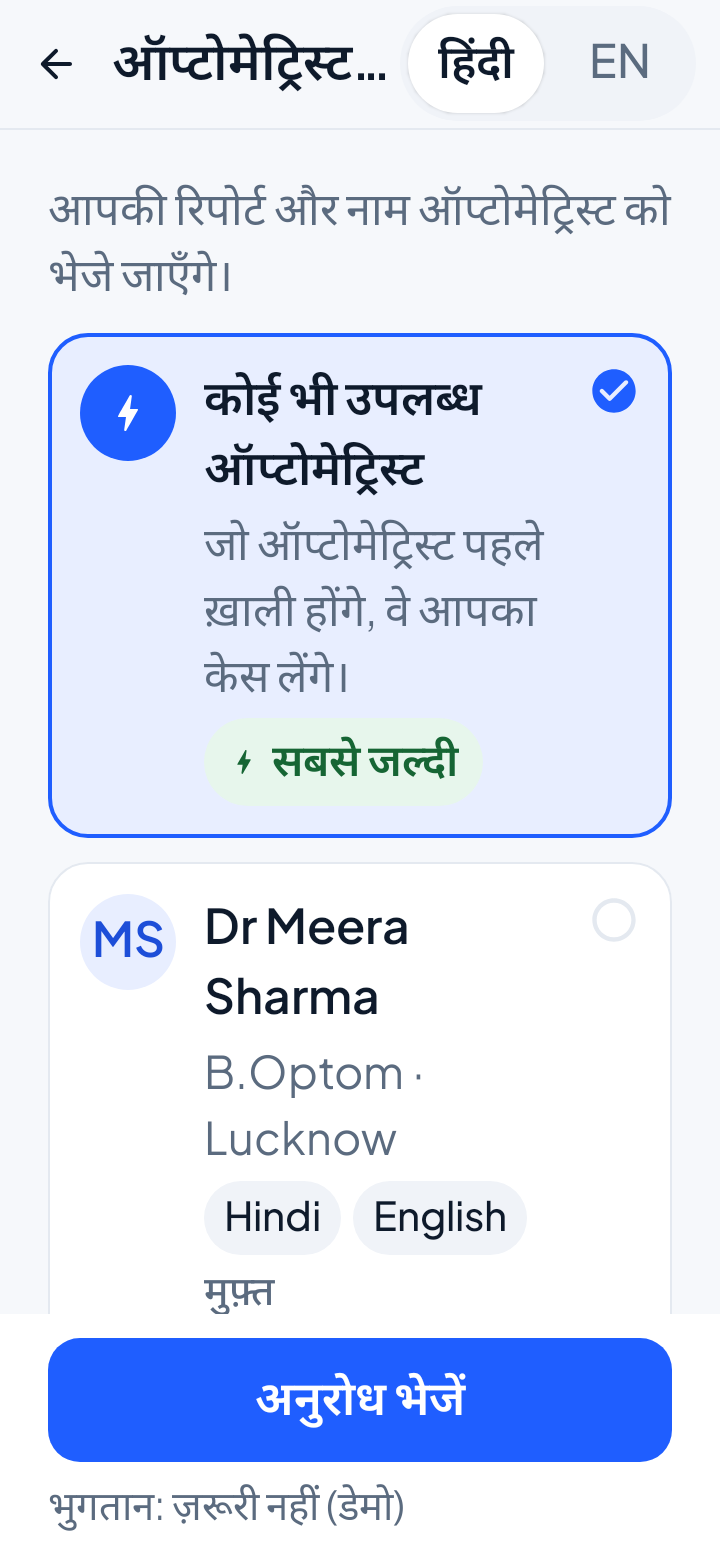 ऑप्टोमेट्रिस्ट...
हिंदी
EN
आपकी रिपोर्ट और नाम ऑप्टोमेट्रिस्ट को
भेजे जाएँगे।
कोई भी उपलब्ध
ऑप्टोमेट्रिस्ट
जो ऑप्टोमेट्रिस्ट पहले
ख़ाली होंगे, वे आपका
केस लेंगे।
सबसे जल्दी
MS
Dr Meera
Sharma
B.Optom ·
Lucknow
Hindi
English
मुफ़्त
अनुरोध भेजें
भुगतान: ज़रूरी नहीं (डेमो)